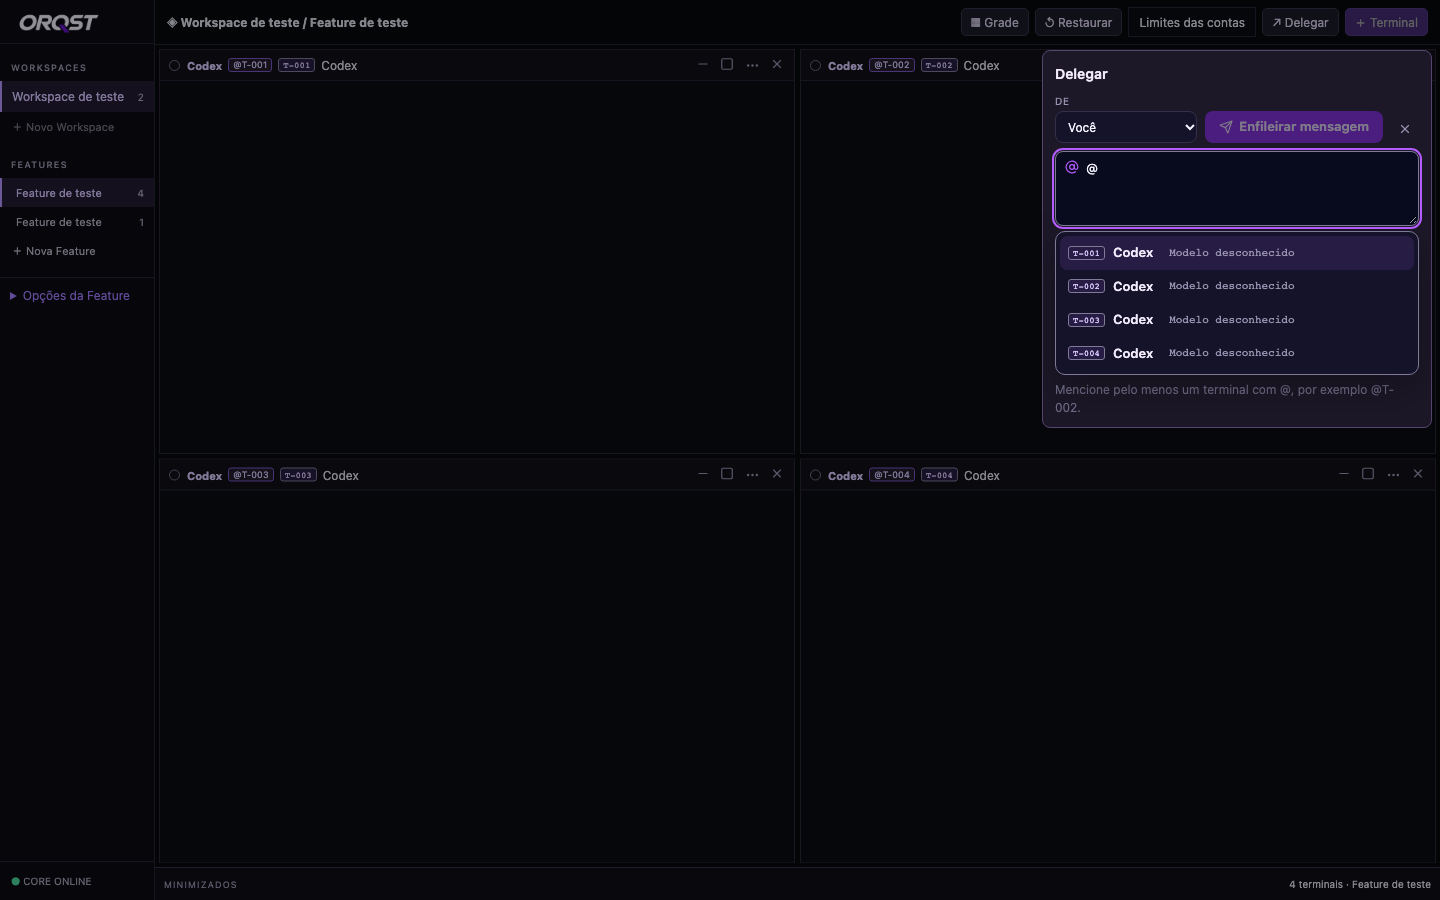 ORQST
◈ Workspace de teste / Feature de teste
▦ Grade
↺ Restaurar
Limites das contas
↗ Delegar
+ Terminal
WORKSPACES
Workspace de teste 2
+ Novo Workspace
FEATURES
Feature de teste 4
Feature de teste 1
+ Nova Feature
▶ Opções da Feature
CORE ONLINE
Codex @T-001 T-001 Codex
Codex @T-002 T-002 Codex
Delegar
DE
Você
Enfileirar mensagem
@ @
T-001 Codex Modelo desconhecido
T-002 Codex Modelo desconhecido
T-003 Codex Modelo desconhecido
T-004 Codex Modelo desconhecido
Mencione pelo menos um terminal com @, por exemplo @T-
002.
Codex @T-003 T-003 Codex
Codex @T-004 T-004 Codex
MINIMIZADOS
4 terminais · Feature de teste